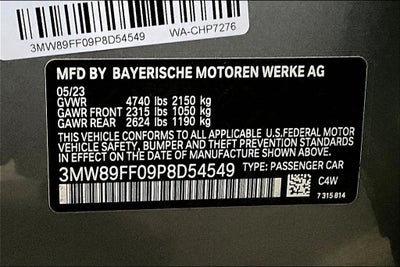 3MW89FF09P8D54549 WA-CHP7276
MFD BY BAYERISCHE MOTOREN WERKE AG
05/23
GVWR 4740 lbs 2150 kg
GAWR FRONT 2315 lbs 1050 kg
GAWR REAR 2624 lbs 1190 kg
THIS VEHICLE CONFORMS TO ALL APPLICABLE U.S.FEDERAL MOTOR
VEHICLE SAFETY, BUMPER AND THEFT PREVENTION STANDARDS IN
EFFECT ON THE DATE OF MANUFACTURE SHOWN ABOVE.
3MW89FF09P8D54549 TYPE: PASSENGER CAR
C4W
7 315 814